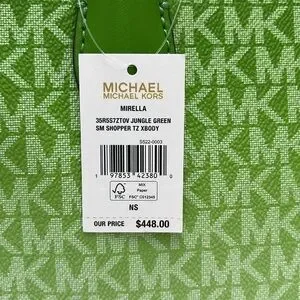 MICHAEL
MICHAEL KORS
MIRELLA
35R5S7ZT0V JUNGLE GREEN
SM SHOPPER TZ XBODY
SS22-0003
1 97853 42380 0
FSC
MIX
Paper
FSC® C012345
NS
OUR PRICE $448.00